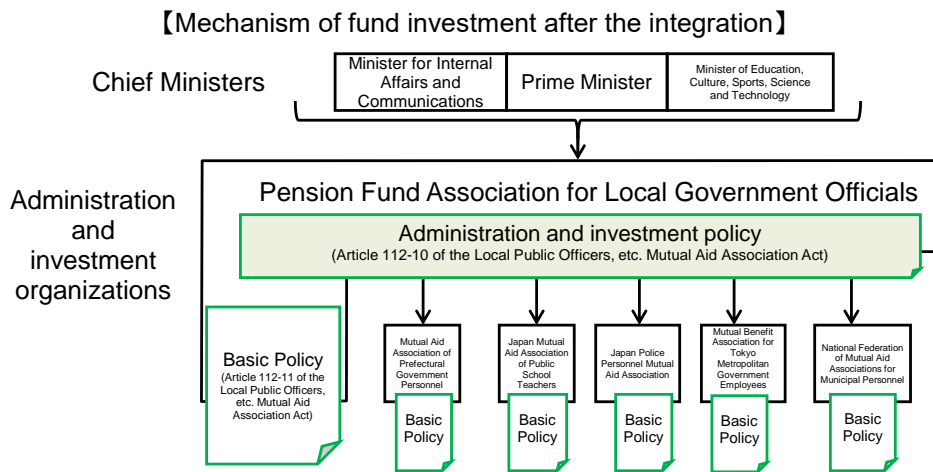 【Mechanism of fund investment after the integration】
Chief Ministers
Minister for Internal
Affairs and
Communications
Prime Minister
Minister of Education,
Culture, Sports, Science
and Technology
Administration
and
investment
organizations
Pension Fund Association for Local Government Officials
Administration and investment policy
(Article 112-10 of the Local Public Officers, etc. Mutual Aid Association Act)
Basic Policy
(Article 112-11 of the
Local Public Officers,
etc. Mutual Aid
Association Act)
Mutual Aid
Association of
Prefectural
Government
Personnel
Basic
Policy
Japan Mutual
Aid Association
of Public
School
Teachers
Basic
Policy
Japan Police
Personnel Mutual
Aid Association
Basic
Policy
Mutual Benefit
Association for
Tokyo
Metropolitan
Government
Employees
Basic
Policy
National Federation
of Mutual Aid
Associations for
Municipal Personnel
Basic
Policy